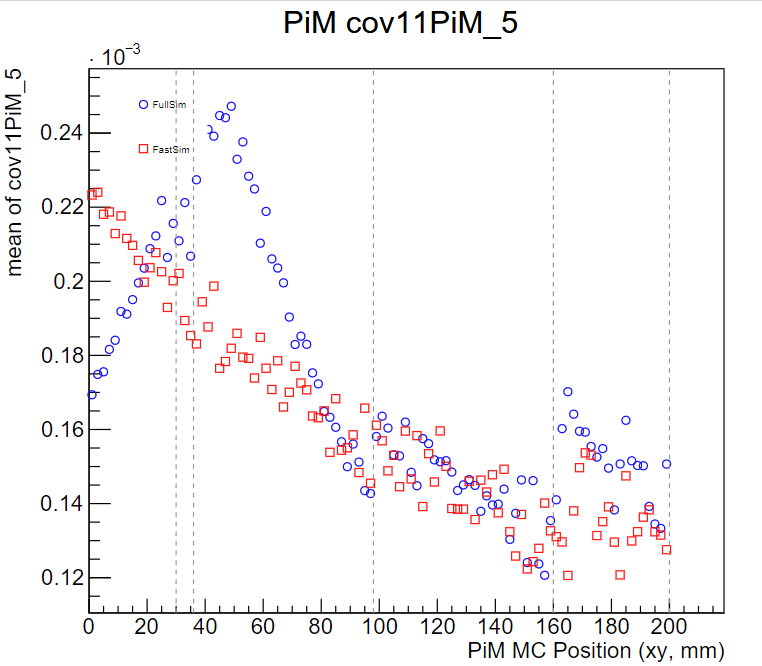 PiM cov11PiM_5
· 10⁻³
mean of cov11PiM_5
0.24
0.22
0.2
0.18
0.16
0.14
0.12
FullSim
FastSim
0 20 40 60 80 100 120 140 160 180 200
PiM MC Position (xy, mm)